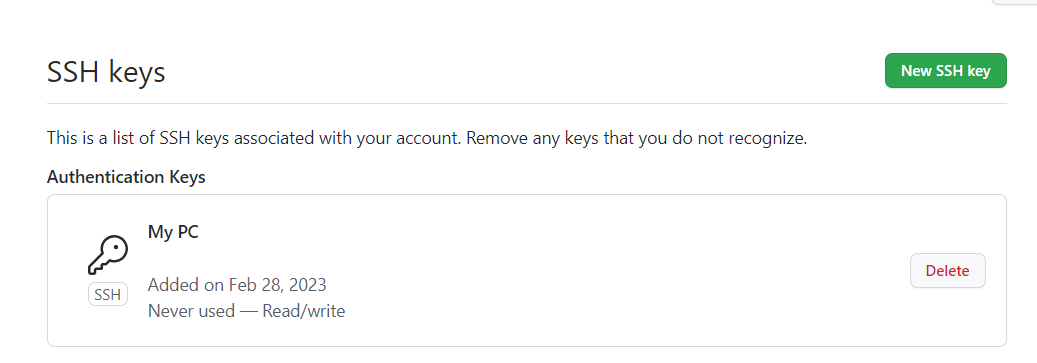 SSH keys
New SSH key
This is a list of SSH keys associated with your account. Remove any keys that you do not recognize.
Authentication Keys
My PC
SSH
Added on Feb 28, 2023
Never used — Read/write
Delete